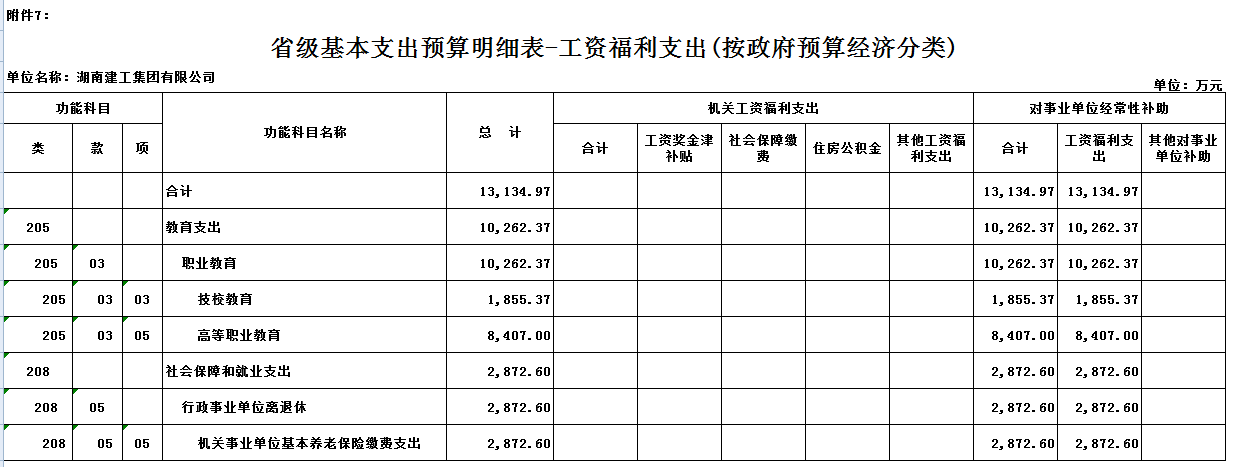 附件7：
省级基本支出预算明细表-工资福利支出(按政府预算经济分类)
单位名称：湖南建工集团有限公司
单位：万元
功能科目 功能科目名称 总 计 机关工资福利支出 对事业单位经常性补助
类 款 项 合计 工资奖金津补贴 社会保障缴费 住房公积金 其他工资福利支出 合计 工资福利支出 其他对事业单位补助
合计 13,134.97 13,134.97 13,134.97
205 教育支出 10,262.37 10,262.37 10,262.37
205 03 职业教育 10,262.37 10,262.37 10,262.37
205 03 03 技校教育 1,855.37 1,855.37 1,855.37
205 03 05 高等职业教育 8,407.00 8,407.00 8,407.00
208 社会保障和就业支出 2,872.60 2,872.60 2,872.60
208 05 行政事业单位离退休 2,872.60 2,872.60 2,872.60
208 05 05 机关事业单位基本养老保险缴费支出 2,872.60 2,872.60 2,872.60